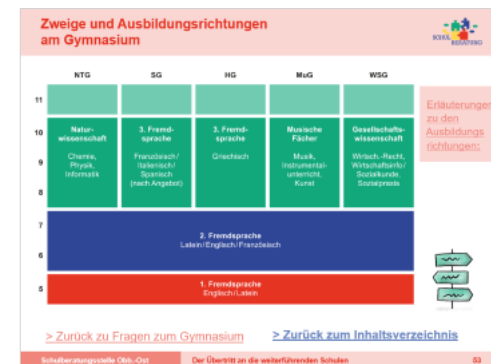 Zweige und Ausbildungsrichtungen
am Gymnasium
SCHUL
BERATUNG
NTG SG HG MuG WSG
11
10
9
8
7
6
5
Natur-
wissenschaft
Chemie,
Physik,
Informatik
3. Fremd-
sprache
Französisch/
Italienisch/
Spanisch
(nach Angebot)
3. Fremd-
sprache
Griechisch
Musische
Fächer
Musik,
Instrumental-
unterricht,
Kunst
Gesellschafts-
wissenschaft
Wirtsch.-Recht,
Wirtschaftsinfo/
Sozialkunde,
Sozialpraxis
Erläuterungen
zu den
Ausbildungs
richtungen:
2. Fremdsprache
Latein/Englisch/Französisch
1. Fremdsprache
Englisch/Latein
> Zurück zu Fragen zum Gymnasium
> Zurück zum Inhaltsverzeichnis
Schulberatungsstelle Obb.-Ost Der Übertritt an die weiterführenden Schulen 53